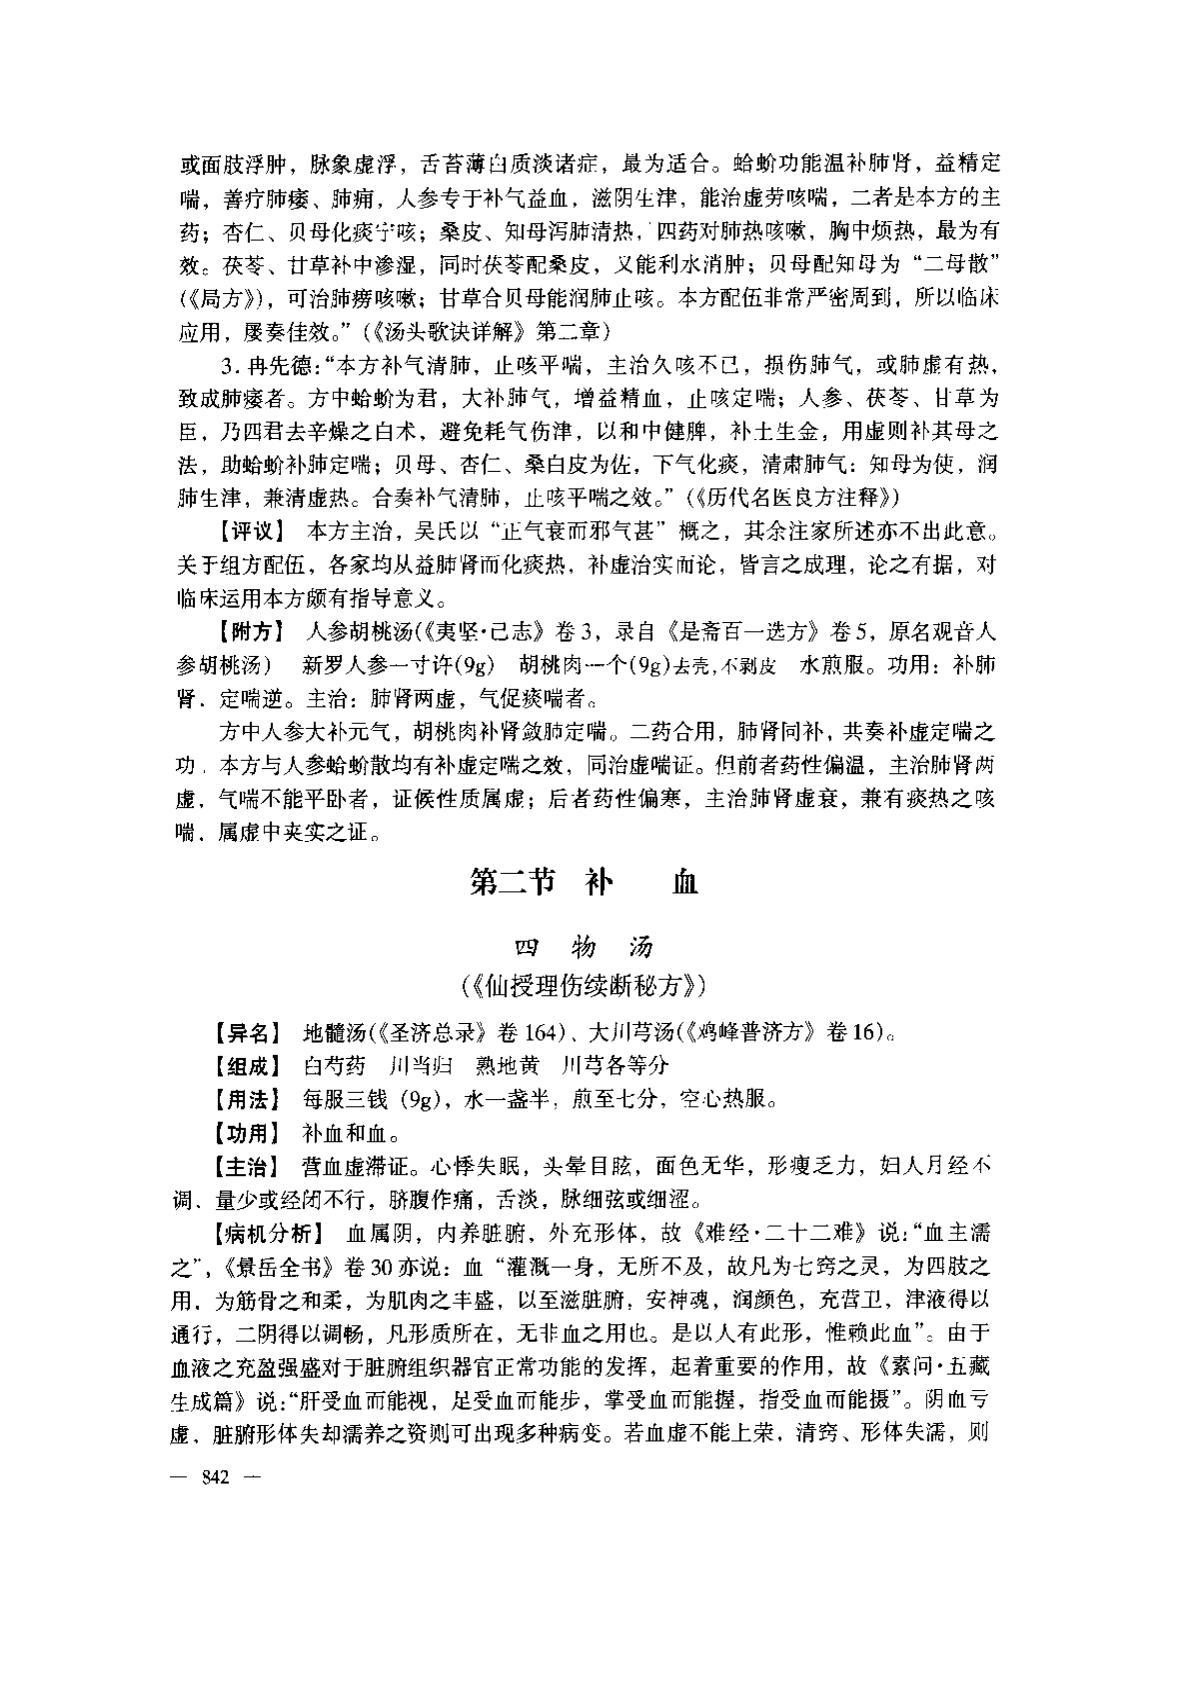 或面肢浮肿，脉象虚浮，舌苔薄白质淡诸症，最为适合。蛤蚧功能温补肺肾，益精定
喘，善疗肺痿、肺痈，人参专于补气益血，滋阴生津，能治虚劳咳喘，二者是本方的主
药；杏仁、贝母化痰宁咳；桑皮、知母泻肺清热，四药对肺热咳嗽，胸中烦热，最为有
效。茯苓、甘草补中渗湿，同时茯苓配桑皮，又能利水消肿；贝母配知母为“二母散”
(《局方》)，可治肺痨咳嗽；甘草合贝母能润肺止咳。本方配伍非常严密周到，所以临床
应用，屡奏佳效。”(《汤头歌诀详解》第二章)
3. 冉先德：“本方补气清肺，止咳平喘，主治久咳不已，损伤肺气，或肺虚有热，
致成肺痿者。方中蛤蚧为君，大补肺气，增益精血，止咳定喘；人参、茯苓、甘草为
臣，乃四君去辛燥之白术，避免耗气伤津，以和中健脾，补土生金，用虚则补其母之
法，助蛤蚧补肺定喘；贝母、杏仁、桑白皮为佐，下气化痰，清肃肺气：知母为使，润
肺生津，兼清虚热。合奏补气清肺，止咳平喘之效。”(《历代名医良方注释》)
【评议】 本方主治，吴氏以“正气衰而邪气甚”概之，其余注家所述亦不出此意。
关于组方配伍，各家均从益肺肾而化痰热，补虚治实而论，皆言之成理，论之有据，对
临床运用本方颇有指导意义。
【附方】 人参胡桃汤(《夷坚·己志》卷3，录自《是斋百一选方》卷5，原名观音人
参胡桃汤) 新罗人参一寸许(9g) 胡桃肉一个(9g)去壳，不剥皮 水煎服。功用：补肺
肾，定喘逆。主治：肺肾两虚，气促痰喘者。
方中人参大补元气，胡桃肉补肾敛肺定喘。二药合用，肺肾同补，共奏补虚定喘之
功，本方与人参蛤蚧散均有补虚定喘之效，同治虚喘证。但前者药性偏温，主治肺肾两
虚，气喘不能平卧者，证候性质属虚；后者药性偏寒，主治肺肾虚衰，兼有痰热之咳
喘，属虚中夹实之证。
第二节 补 血
四 物 汤
(《仙授理伤续断秘方》)
【异名】 地髓汤(《圣济总录》卷164)、大川芎汤(《鸡峰普济方》卷16)。
【组成】 白芍药 川当归 熟地黄 川芎各等分
【用法】 每服三钱 (9g)，水一盏半，煎至七分，空心热服。
【功用】 补血和血。
【主治】 营血虚滞证。心悸失眠，头晕目眩，面色无华，形瘦乏力，妇人月经不
调，量少或经闭不行，脐腹作痛，舌淡，脉细弦或细涩。
【病机分析】 血属阴，内养脏腑，外充形体，故《难经·二十二难》说：“血主濡
之”，《景岳全书》卷30亦说：血“灌溉一身，无所不及，故凡为七窍之灵，为四肢之
用，为筋骨之和柔，为肌肉之丰盛，以至滋脏腑，安神魂，润颜色，充营卫，津液得以
通行，二阴得以调畅，凡形质所在，无非血之用也。是以人有此形，惟赖此血”。由于
血液之充盈强盛对于脏腑组织器官正常功能的发挥，起着重要的作用，故《素问·五藏
生成篇》说：“肝受血而能视，足受血而能步，掌受血而能握，指受血而能摄”。阴血亏
虚，脏腑形体失却濡养之资则可出现多种病变。若血虚不能上荣，清窍、形体失濡，则
— 842 —